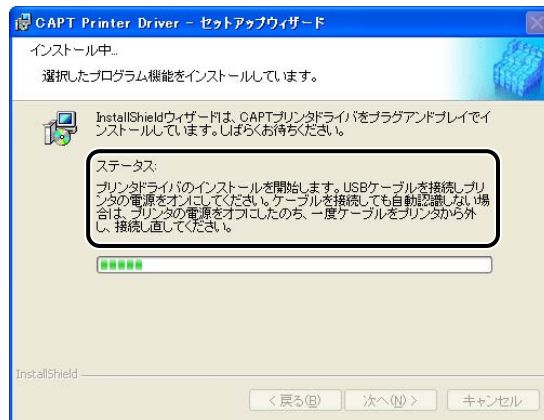 CAPT Printer Driver - セットアップウィザード
インストール中...
選択したプログラム機能をインストールしています。
InstallShieldウィザードは、CAPTプリンタドライバをプラグアンドプレイでイ
ンストールしています。しばらくお待ちください。
ステータス:
プリンタドライバのインストールを開始します。USBケーブルを接続しプリ
ンタの電源をオンにしてください。ケーブルを接続しても自動認識しない場
合は、プリンタの電源をオフにしたのち、一度ケーブルをプリンタから外
し、接続し直してください。
InstallShield
< 戻る(B)
次へ(N) >
キャンセル